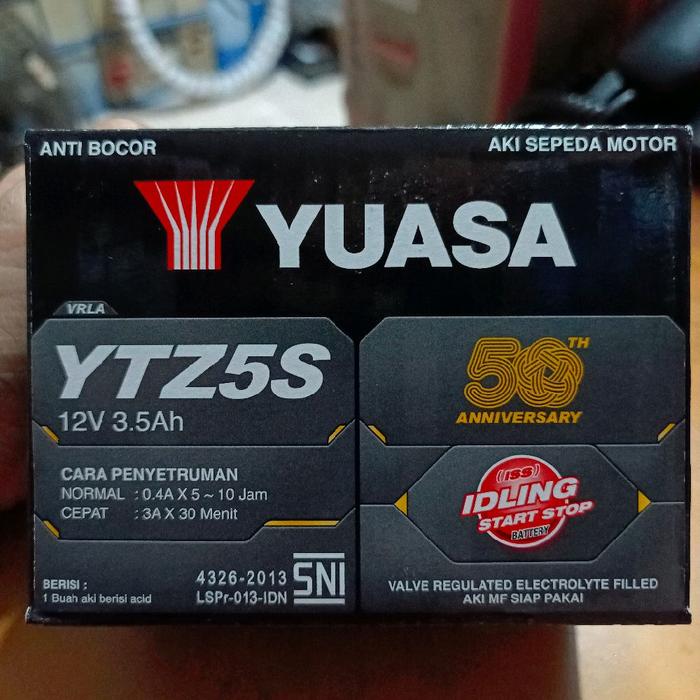 ANTI BOCOR
AKI SEPEDA MOTOR
YUASA
VRLA
YTZ5S
12V 3.5Ah
CARA PENYETRUMAN
NORMAL : 0.4A X 5 ~ 10 Jam
CEPAT : 3A X 30 Menit
BERISI :
1 Buah aki berisi acid
4326-2013
LSPr-013-IDN
SNI
50TH
ANNIVERSARY
(ISS)
IDLING
START STOP
BATTERY
VALVE REGULATED ELECTROLYTE FILLED
AKI MF SIAP PAKAI